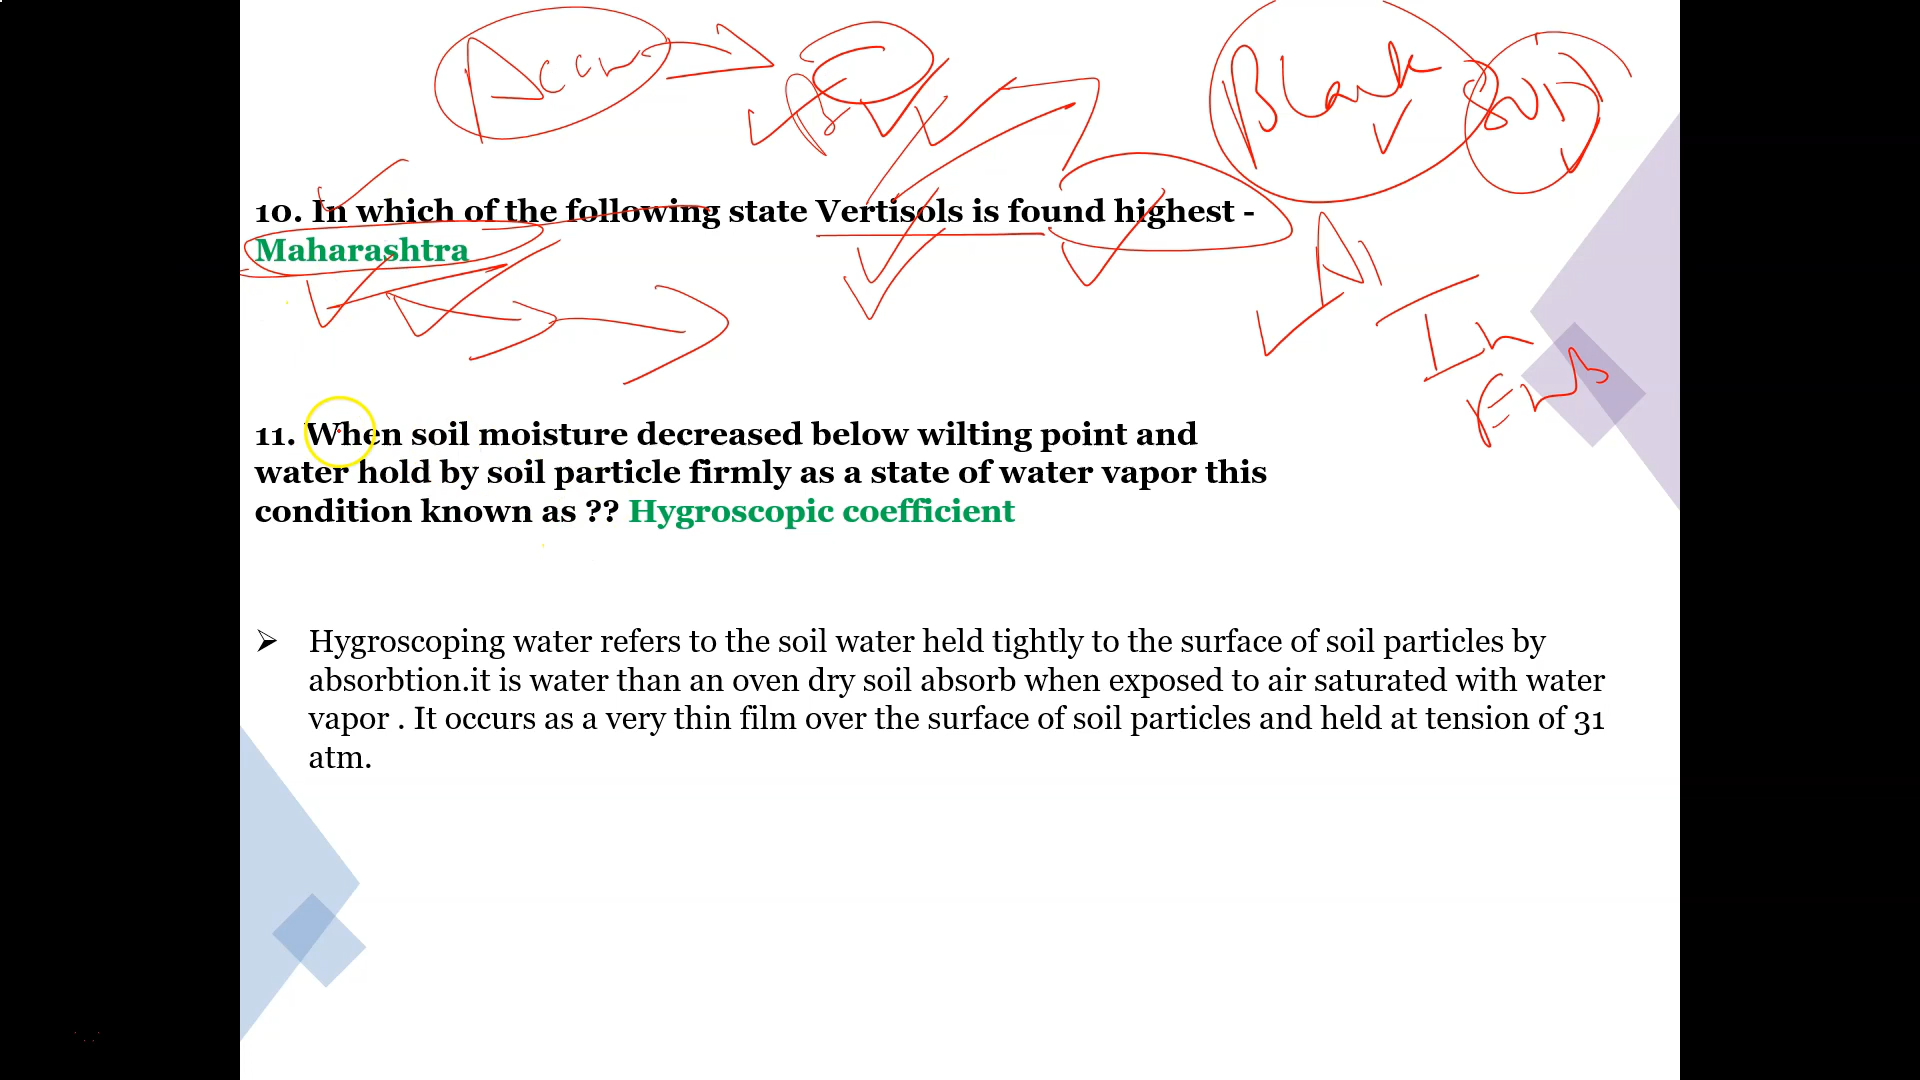 Black Soil
10. In which of the following state Vertisols is found highest -
Maharashtra
11. When soil moisture decreased below wilting point and
water hold by soil particle firmly as a state of water vapor this
condition known as ?? Hygroscopic coefficient
➢ Hygroscoping water refers to the soil water held tightly to the surface of soil particles by
absorbtion.it is water than an oven dry soil absorb when exposed to air saturated with water
vapor . It occurs as a very thin film over the surface of soil particles and held at tension of 31
atm.